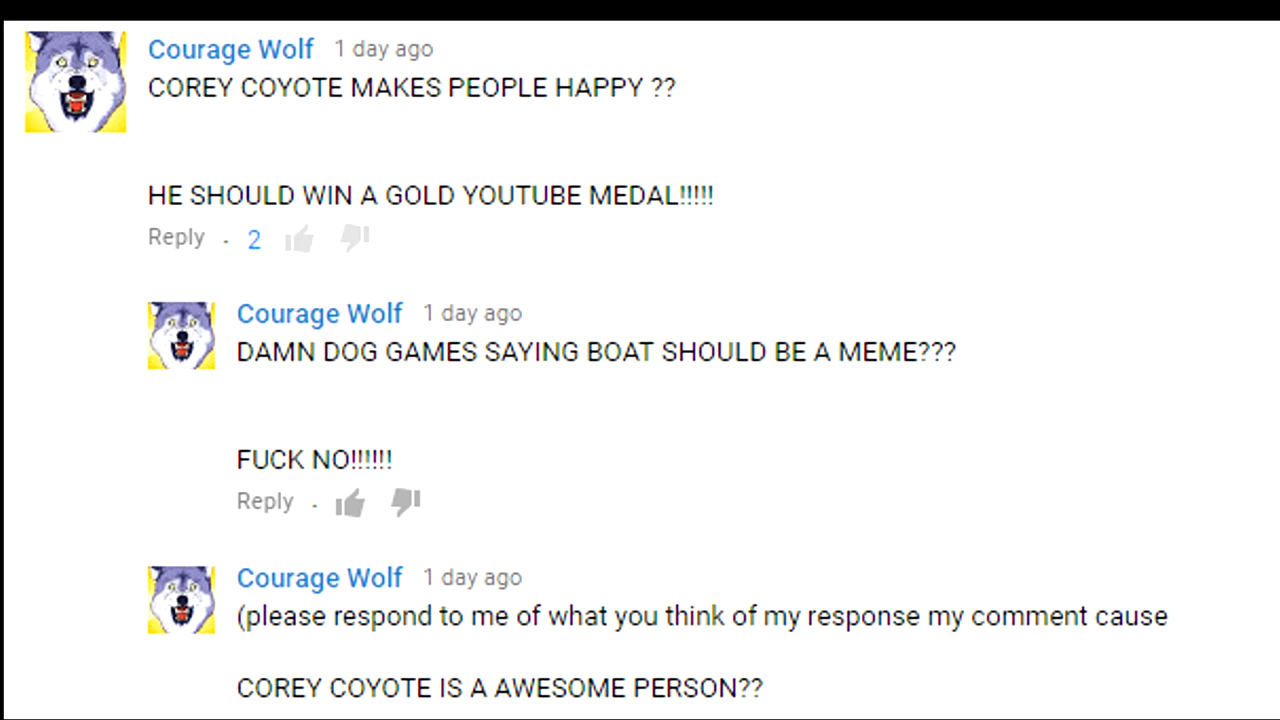 Courage Wolf 1 day ago
COREY COYOTE MAKES PEOPLE HAPPY ??
HE SHOULD WIN A GOLD YOUTUBE MEDAL!!!!!
Reply . 2
Courage Wolf 1 day ago
DAMN DOG GAMES SAYING BOAT SHOULD BE A MEME???
FUCK NO!!!!!!
Reply .
Courage Wolf 1 day ago
(please respond to me of what you think of my response my comment cause
COREY COYOTE IS A AWESOME PERSON??